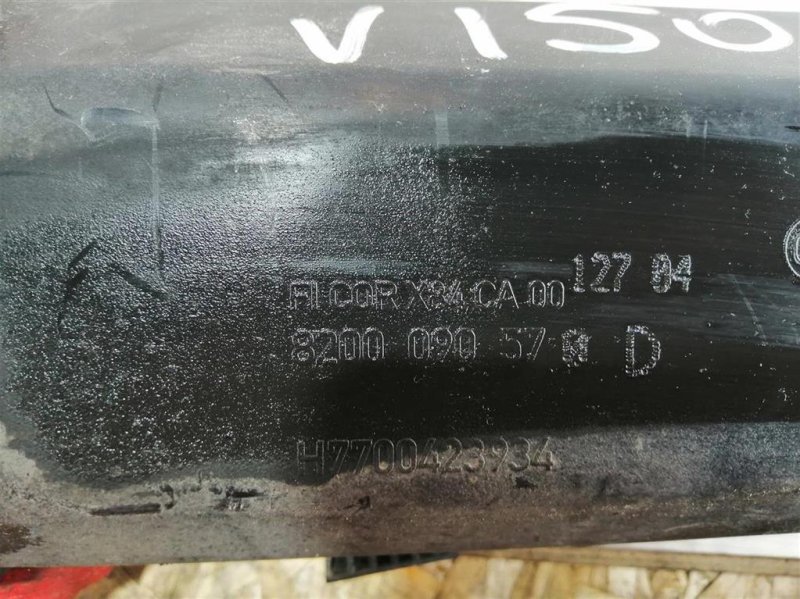 V150
FI COR X84 CA 00 127 04
8200 090 57 D
H7700423934